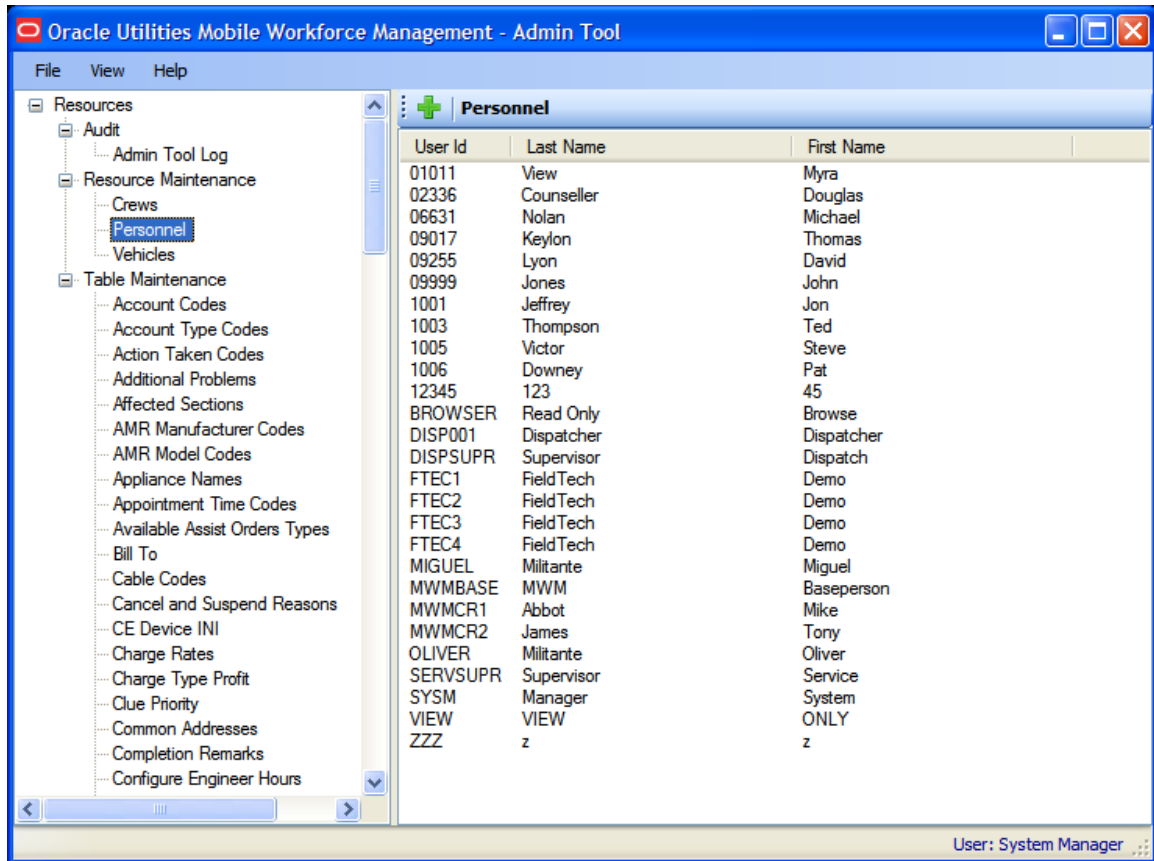 Oracle Utilities Mobile Workforce Management - Admin Tool
File View Help
Resources
Audit
Admin Tool Log
Resource Maintenance
Crews
Personnel
Vehicles
Table Maintenance
Account Codes
Account Type Codes
Action Taken Codes
Additional Problems
Affected Sections
AMR Manufacturer Codes
AMR Model Codes
Appliance Names
Appointment Time Codes
Available Assist Orders Types
Bill To
Cable Codes
Cancel and Suspend Reasons
CE Device INI
Charge Rates
Charge Type Profit
Clue Priority
Common Addresses
Completion Remarks
Configure Engineer Hours
Personnel
User Id Last Name First Name
01011 View Myra
02336 Counseller Douglas
06631 Nolan Michael
09017 Keylon Thomas
09255 Lyon David
09999 Jones John
1001 Jeffrey Jon
1003 Thompson Ted
1005 Victor Steve
1006 Downey Pat
12345 123 45
BROWSER Read Only Browse
DISP001 Dispatcher Dispatcher
DISPSUPR Supervisor Dispatch
FTEC1 FieldTech Demo
FTEC2 FieldTech Demo
FTEC3 FieldTech Demo
FTEC4 FieldTech Demo
MIGUEL Militante Miguel
MWMBASE MWM Baseperson
MWMCR1 Abbot Mike
MWMCR2 James Tony
OLIVER Militante Oliver
SERVSUPR Supervisor Service
SYSM Manager System
VIEW VIEW ONLY
ZZZ z z
User: System Manager